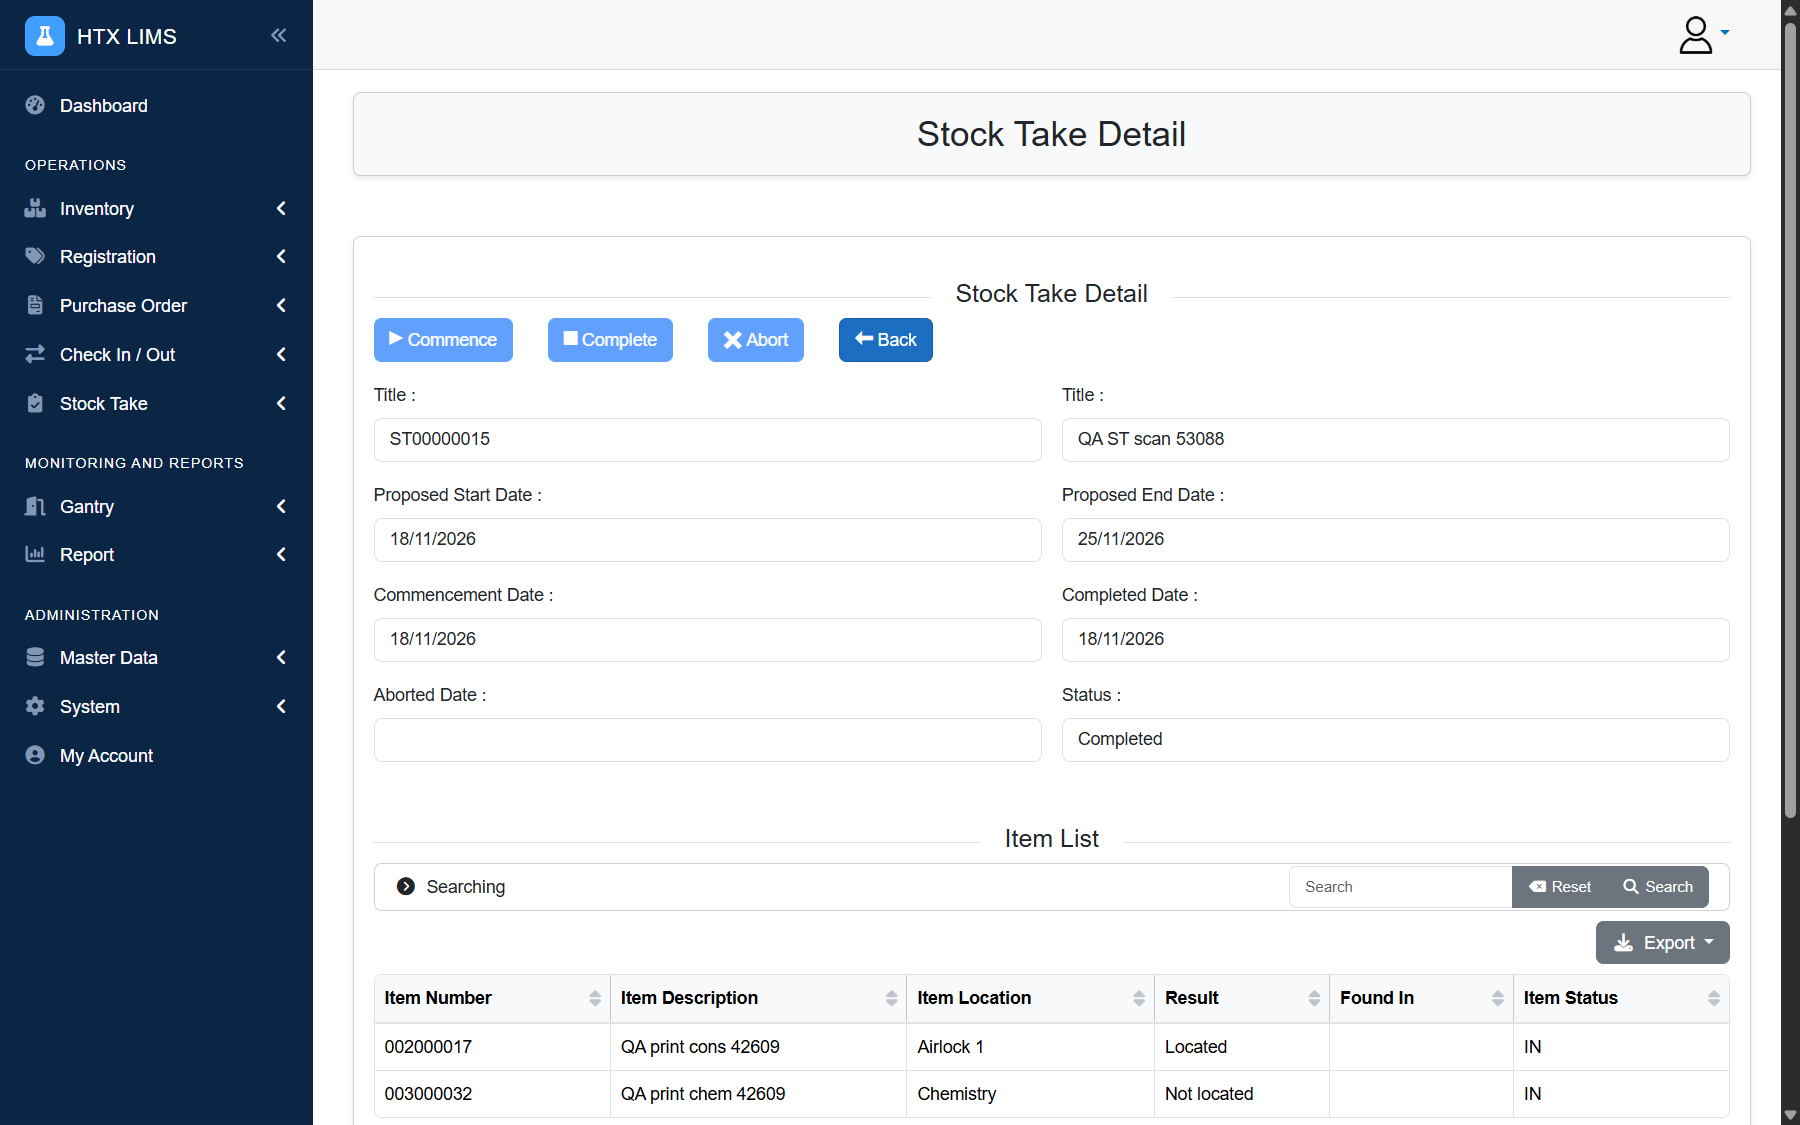 HTX LIMS
Dashboard
OPERATIONS
Inventory
Registration
Purchase Order
Check In / Out
Stock Take
MONITORING AND REPORTS
Gantry
Report
ADMINISTRATION
Master Data
System
My Account
Stock Take Detail
Stock Take Detail
Commence Complete Abort Back
Title : Title :
ST00000015 QA ST scan 53088
Proposed Start Date : Proposed End Date :
18/11/2026 25/11/2026
Commencement Date : Completed Date :
18/11/2026 18/11/2026
Aborted Date : Status :
Completed
Item List
Searching Search Reset Search
Export
Item Number Item Description Item Location Result Found In Item Status
002000017 QA print cons 42609 Airlock 1 Located IN
003000032 QA print chem 42609 Chemistry Not located IN